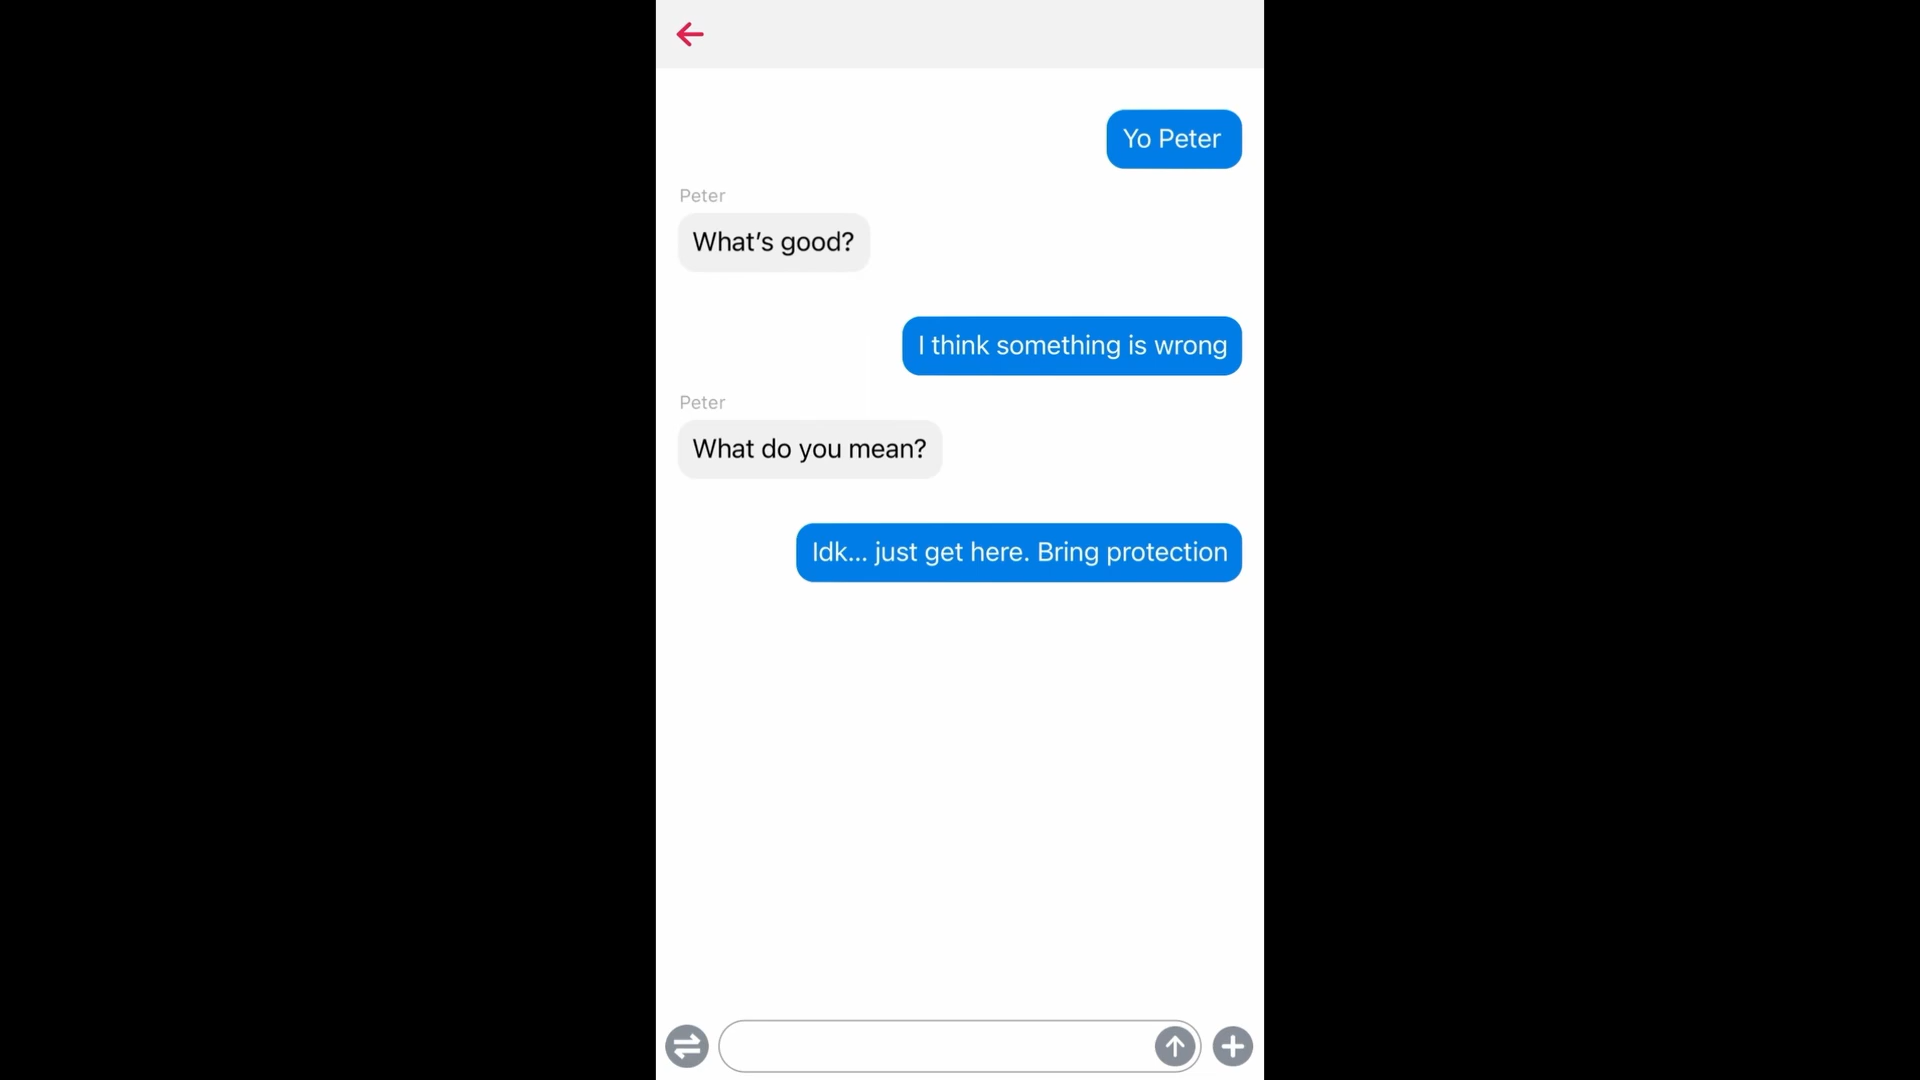 Yo Peter
Peter
What’s good?
I think something is wrong
Peter
What do you mean?
Idk... just get here. Bring protection